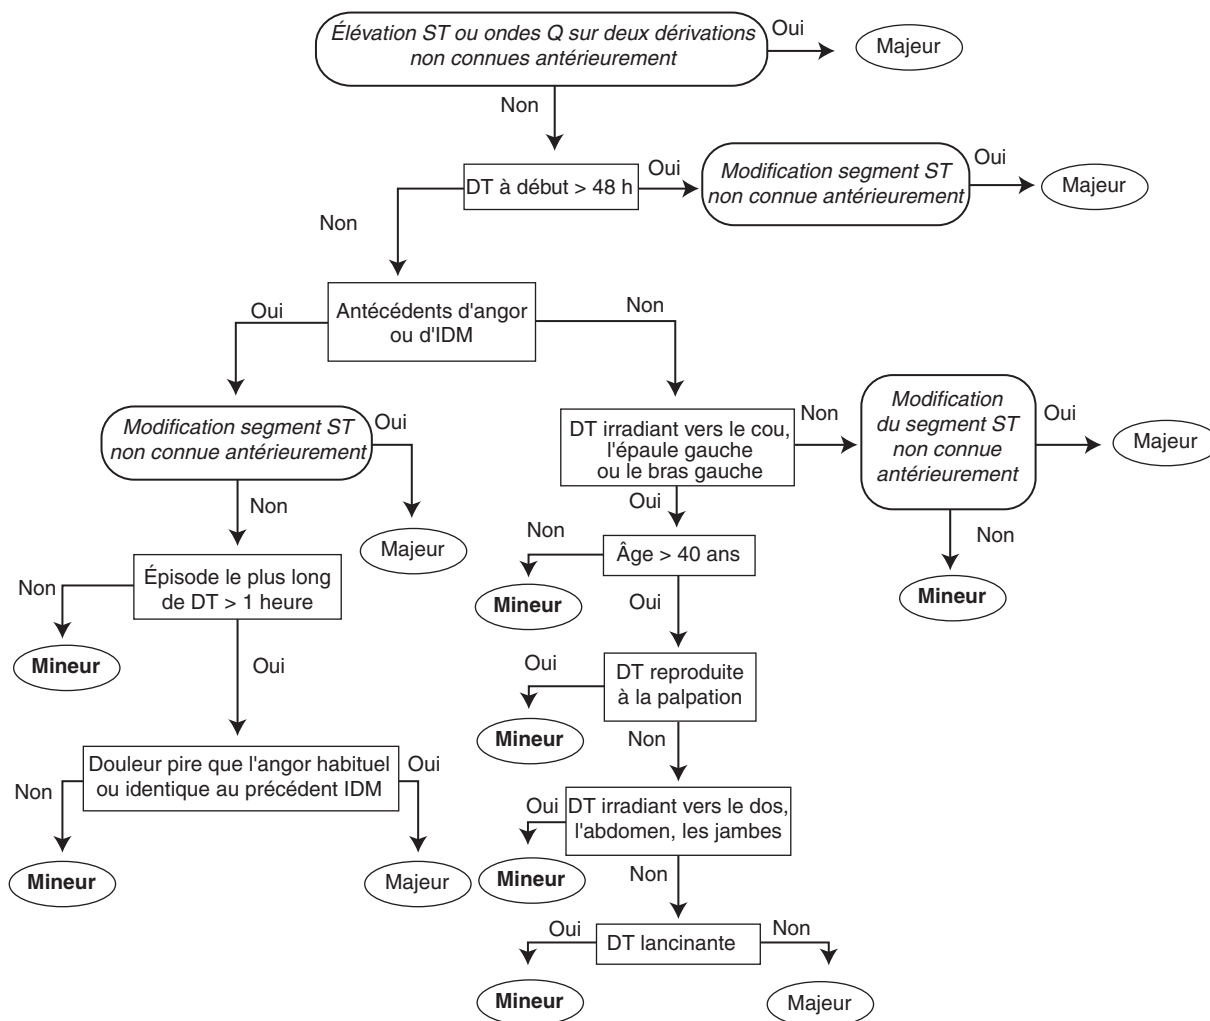 Élévation ST ou ondes Q sur deux dérivations
non connues antérieurement
Oui
Majeur
Non
DT à début > 48 h
Oui
Modification segment ST
non connue antérieurement
Oui
Majeur
Non
Antécédents d'angor
ou d'IDM
Oui
Non
Modification segment ST
non connue antérieurement
Oui
Majeur
Non
Épisode le plus long
de DT > 1 heure
Non
Mineur
Oui
Douleur pire que l'angor habituel
ou identique au précédent IDM
Non
Mineur
Oui
Majeur
DT irradiant vers le cou,
l'épaule gauche
ou le bras gauche
Non
Modification
du segment ST
non connue
antérieurement
Oui
Majeur
Non
Mineur
Oui
Âge > 40 ans
Non
Mineur
Oui
DT reproduite
à la palpation
Oui
Mineur
Non
DT irradiant vers le dos,
l'abdomen, les jambes
Oui
Mineur
Non
DT lancinante
Oui
Mineur
Non
Majeur